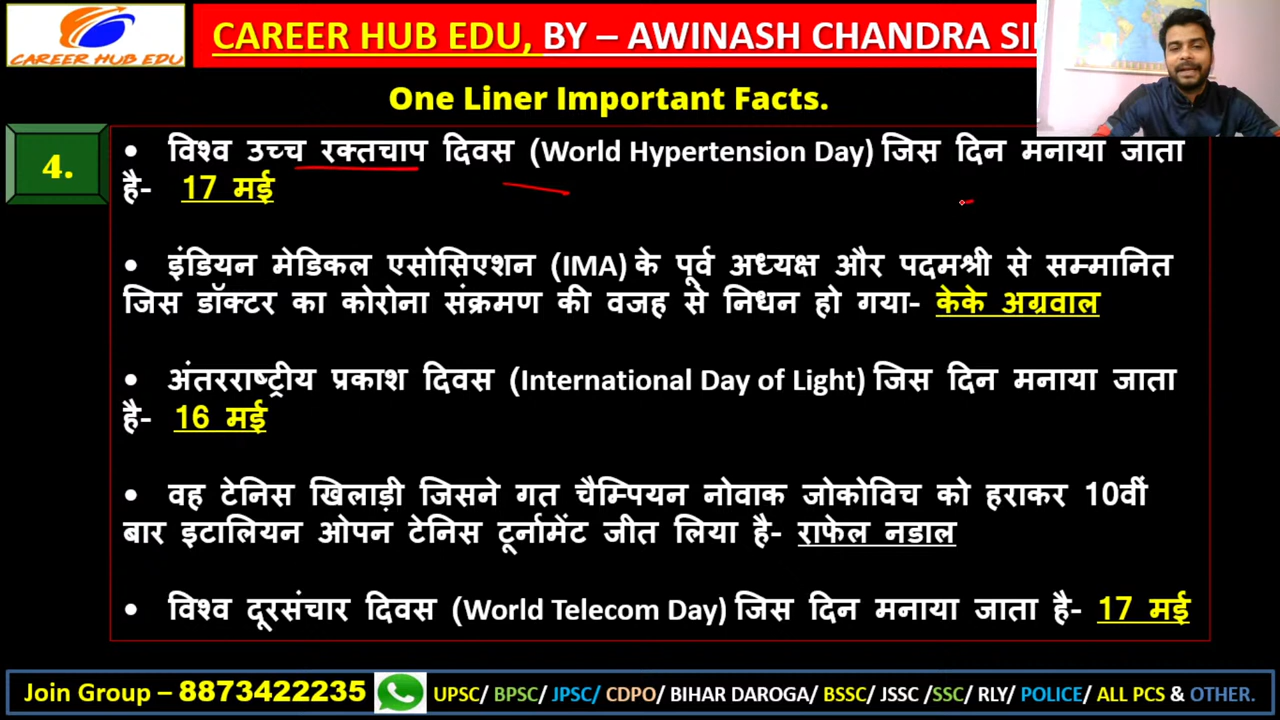 CAREER HUB EDU
CAREER HUB EDU, BY – AWINASH CHANDRA
One Liner Important Facts.
4.
• विश्व उच्च रक्तचाप दिवस (World Hypertension Day) जिस दिन मनाया जाता
है- 17 मई
• इंडियन मेडिकल एसोसिएशन (IMA) के पूर्व अध्यक्ष और पदमश्री से सम्मानित
जिस डॉक्टर का कोरोना संक्रमण की वजह से निधन हो गया- केके अग्रवाल
• अंतरराष्ट्रीय प्रकाश दिवस (International Day of Light) जिस दिन मनाया जाता
है- 16 मई
• वह टेनिस खिलाड़ी जिसने गत चैम्पियन नोवाक जोकोविच को हराकर 10वीं
बार इटालियन ओपन टेनिस टूर्नामेंट जीत लिया है- राफेल नडाल
• विश्व दूरसंचार दिवस (World Telecom Day) जिस दिन मनाया जाता है- 17 मई
Join Group – 8873422235 UPSC/ BPSC/ JPSC/ CDPO/ BIHAR DAROGA/ BSSC/ JSSC /SSC/ RLY/ POLICE/ ALL PCS & OTHER.